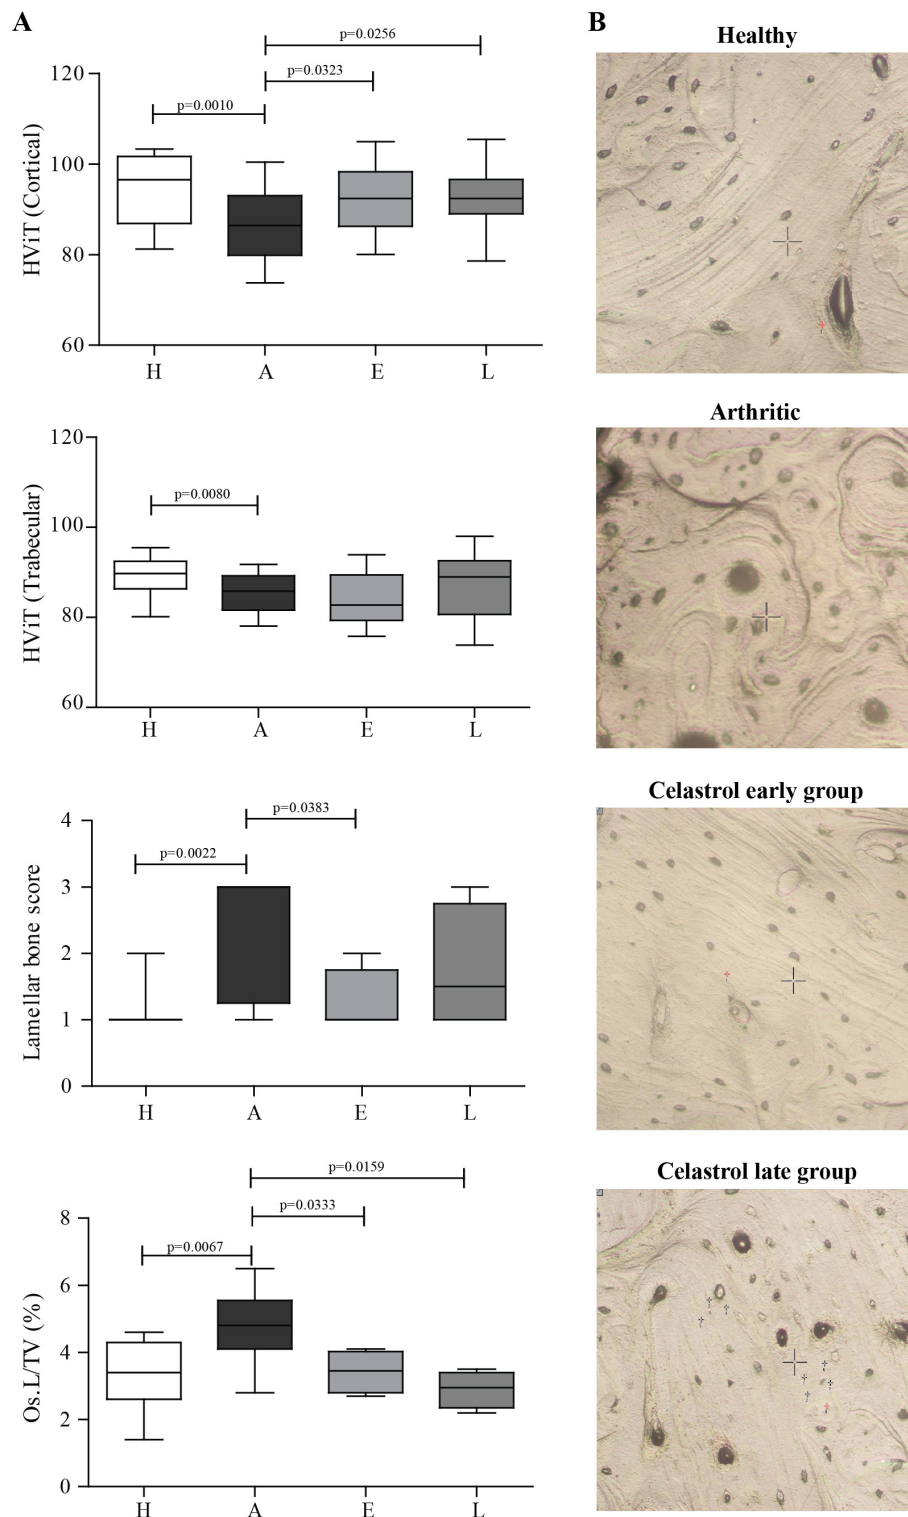 A
p=0.0256
p=0.0323
p=0.0010
120
100
80
60
HViT (Cortical)
H A E L
120
100
80
60
HViT (Trabecular)
p=0.0080
H A E L
4
3
2
1
0
Lamellar bone score
p=0.0383
p=0.0022
H A E L
p=0.0159
p=0.0333
p=0.0067
8
6
4
2
0
Os.L/TV (%)
H A E L
B
Healthy
Arthritic
Celastrol early group
Celastrol late group